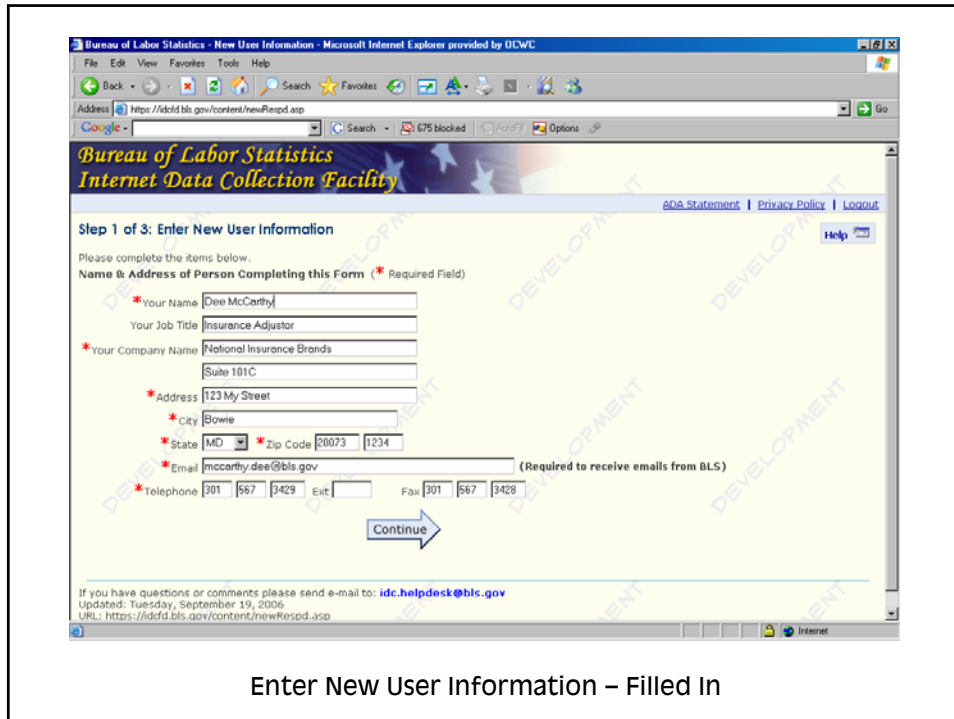 Bureau of Labor Statistics - New User Information - Microsoft Internet Explorer provided by OCWC
File Edit View Favorites Tools Help
Back Search Favorites
Address https://idcfd.bls.gov/content/newRespd.asp Go
Google - Search 675 blocked AutoFill Options
Bureau of Labor Statistics
Internet Data Collection Facility
ADA Statement | Privacy Policy | Logout
Step 1 of 3: Enter New User Information
Help
Please complete the items below.
Name & Address of Person Completing this Form (* Required Field)
*Your Name Dee McCarthy
Your Job Title Insurance Adjustor
*Your Company Name National Insurance Brands
Suite 101C
*Address 123 My Street
*City Bowie
*State MD *Zip Code 20073 1234
*Email mccarthy.dee@bls.gov (Required to receive emails from BLS)
*Telephone 301 567 3429 Ext Fax 301 567 3428
Continue
DEVELOPMENT
If you have questions or comments please send e-mail to: idc.helpdesk@bls.gov
Updated: Tuesday, September 19, 2006
URL: https://idcfd.bls.gov/content/newRespd.asp
Internet
Enter New User Information – Filled In